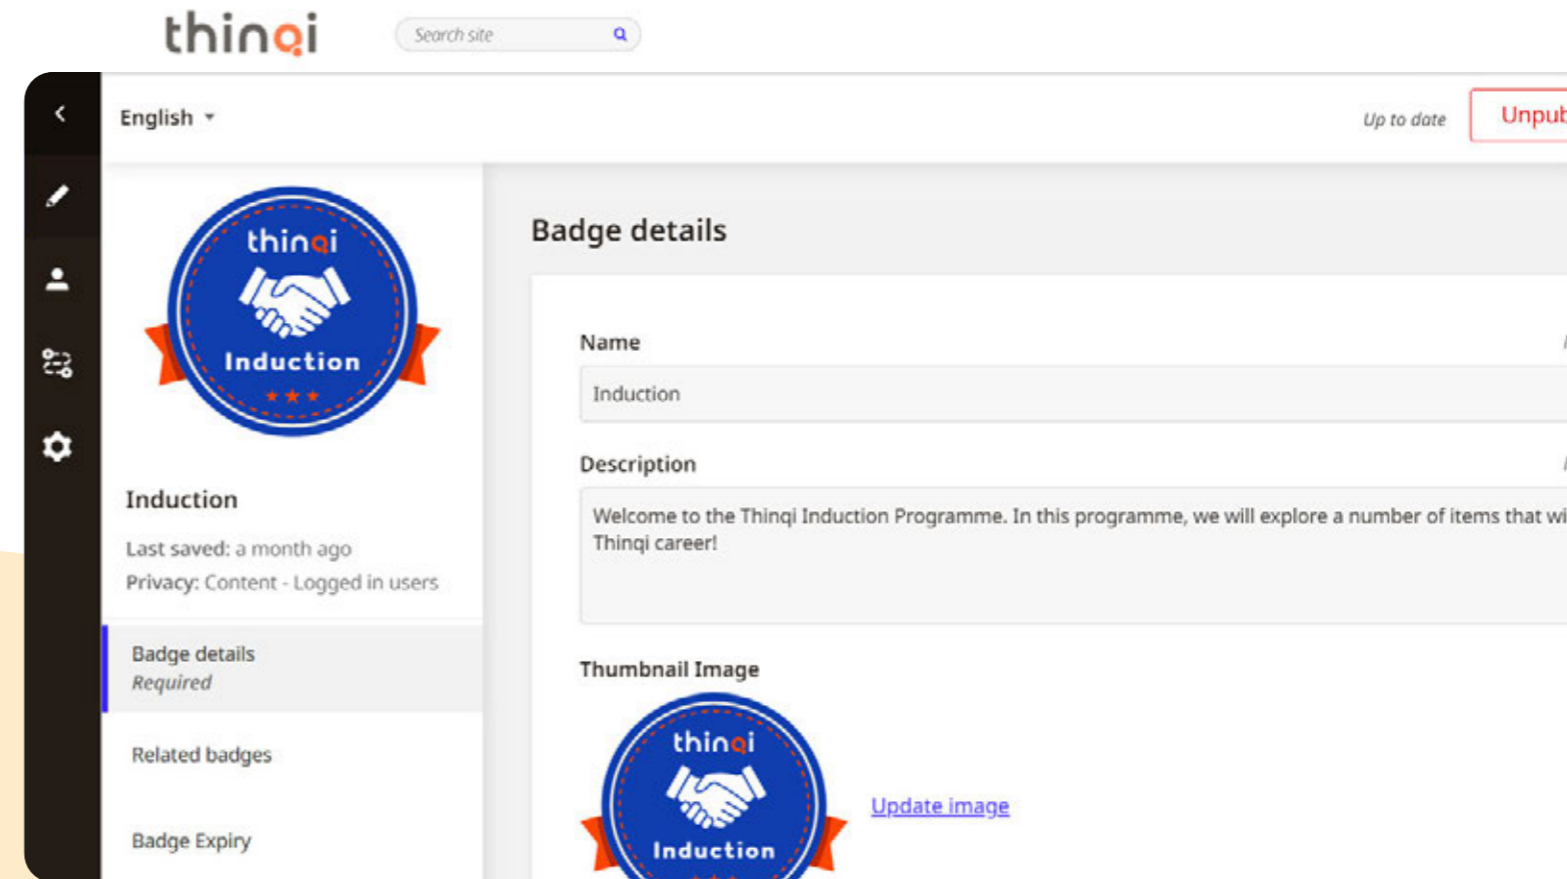 thinqi
Search site
English
Up to date
thinqi
Induction
Badge details
Name
Induction
Description
Welcome to the Thinqi Induction Programme. In this programme, we will explore a number of items that
Thinqi career!
Induction
Last saved: a month ago
Privacy: Content - Logged in users
Badge details
Required
Related badges
Badge Expiry
Thumbnail Image
thinqi
Induction
Update image